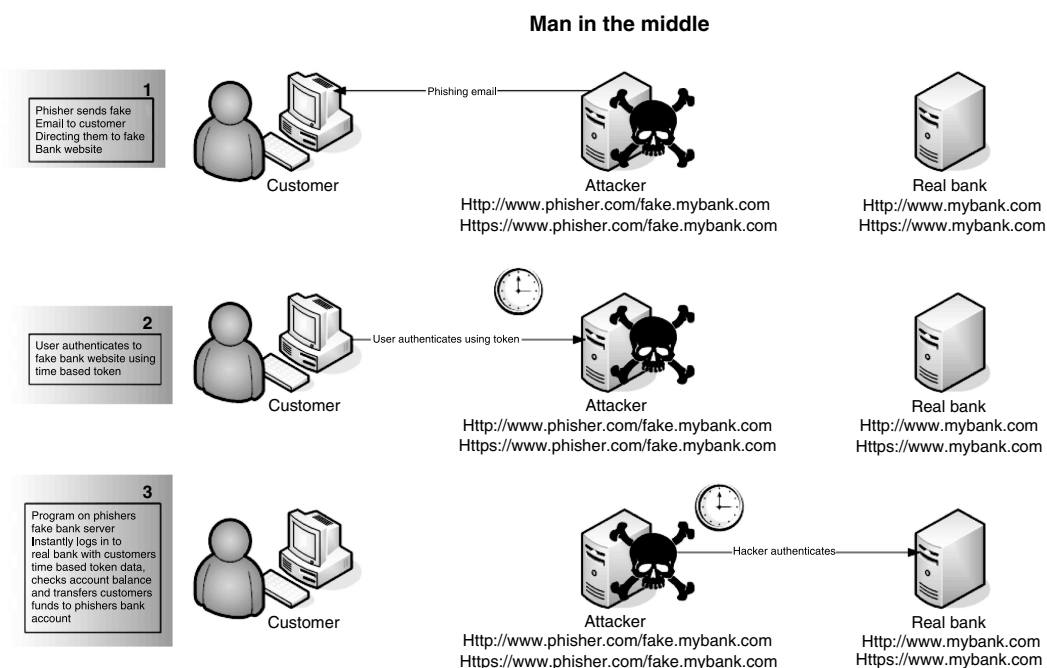 Man in the middle
1
Phisher sends fake
Email to customer
Directing them to fake
Bank website
Phishing email
Customer
Attacker
Http://www.phisher.com/fake.mybank.com
Https://www.phisher.com/fake.mybank.com
Real bank
Http://www.mybank.com
Https://www.mybank.com
2
User authenticates to
fake bank website using
time based token
User authenticates using token
Customer
Attacker
Http://www.phisher.com/fake.mybank.com
Https://www.phisher.com/fake.mybank.com
Real bank
Http://www.mybank.com
Https://www.mybank.com
3
Program on phishers
fake bank server
Instantly logs in to
real bank with customers
time based token data,
checks account balance
and transfers customers
funds to phishers bank
account
Hacker authenticates
Customer
Attacker
Http://www.phisher.com/fake.mybank.com
Https://www.phisher.com/fake.mybank.com
Real bank
Http://www.mybank.com
Https://www.mybank.com